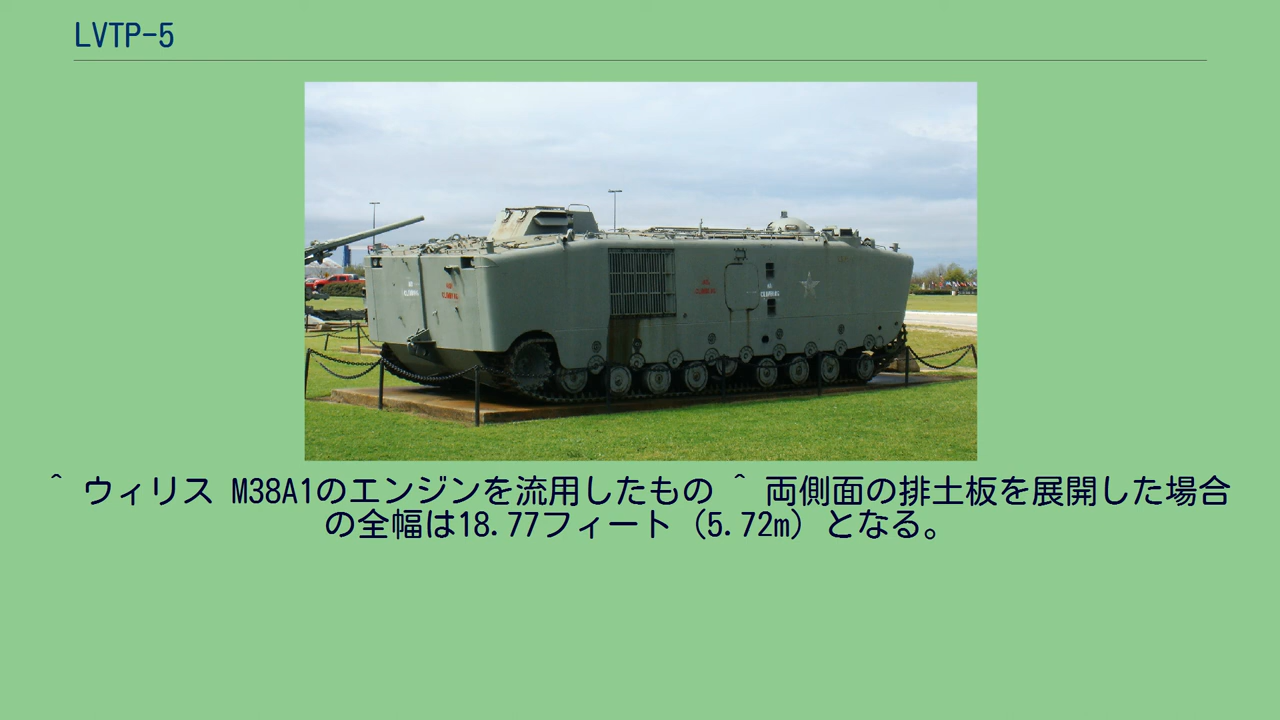 LVTP-5
^ ウィリス M38A1のエンジンを流用したもの ^ 両側面の排土板を展開した場合
の全幅は18.77フィート（5.72m）となる。